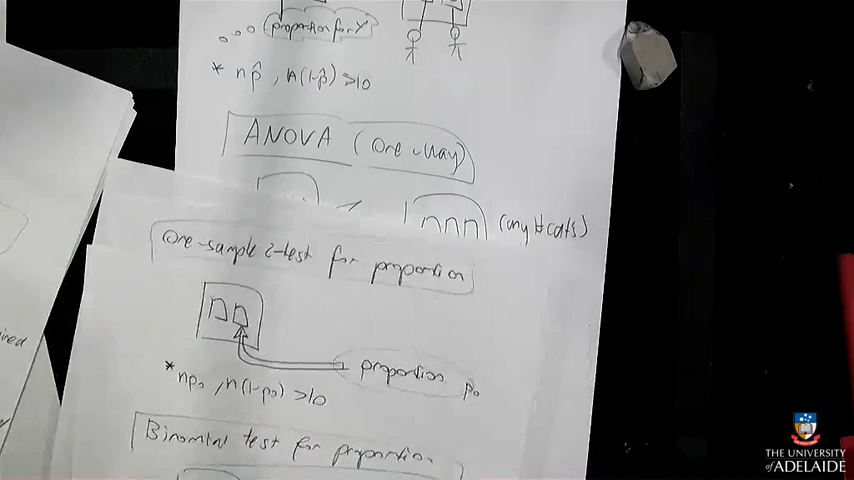 (proportion for Y)
* np̂ , n(1-p̂) >10
ANOVA (One-Way)
(any # cats)
One-sample z-test for proportion
proportion p₀
* np₀ , n(1-p₀) >10
Binomial test for proportion
THE UNIVERSITY
of ADELAIDE